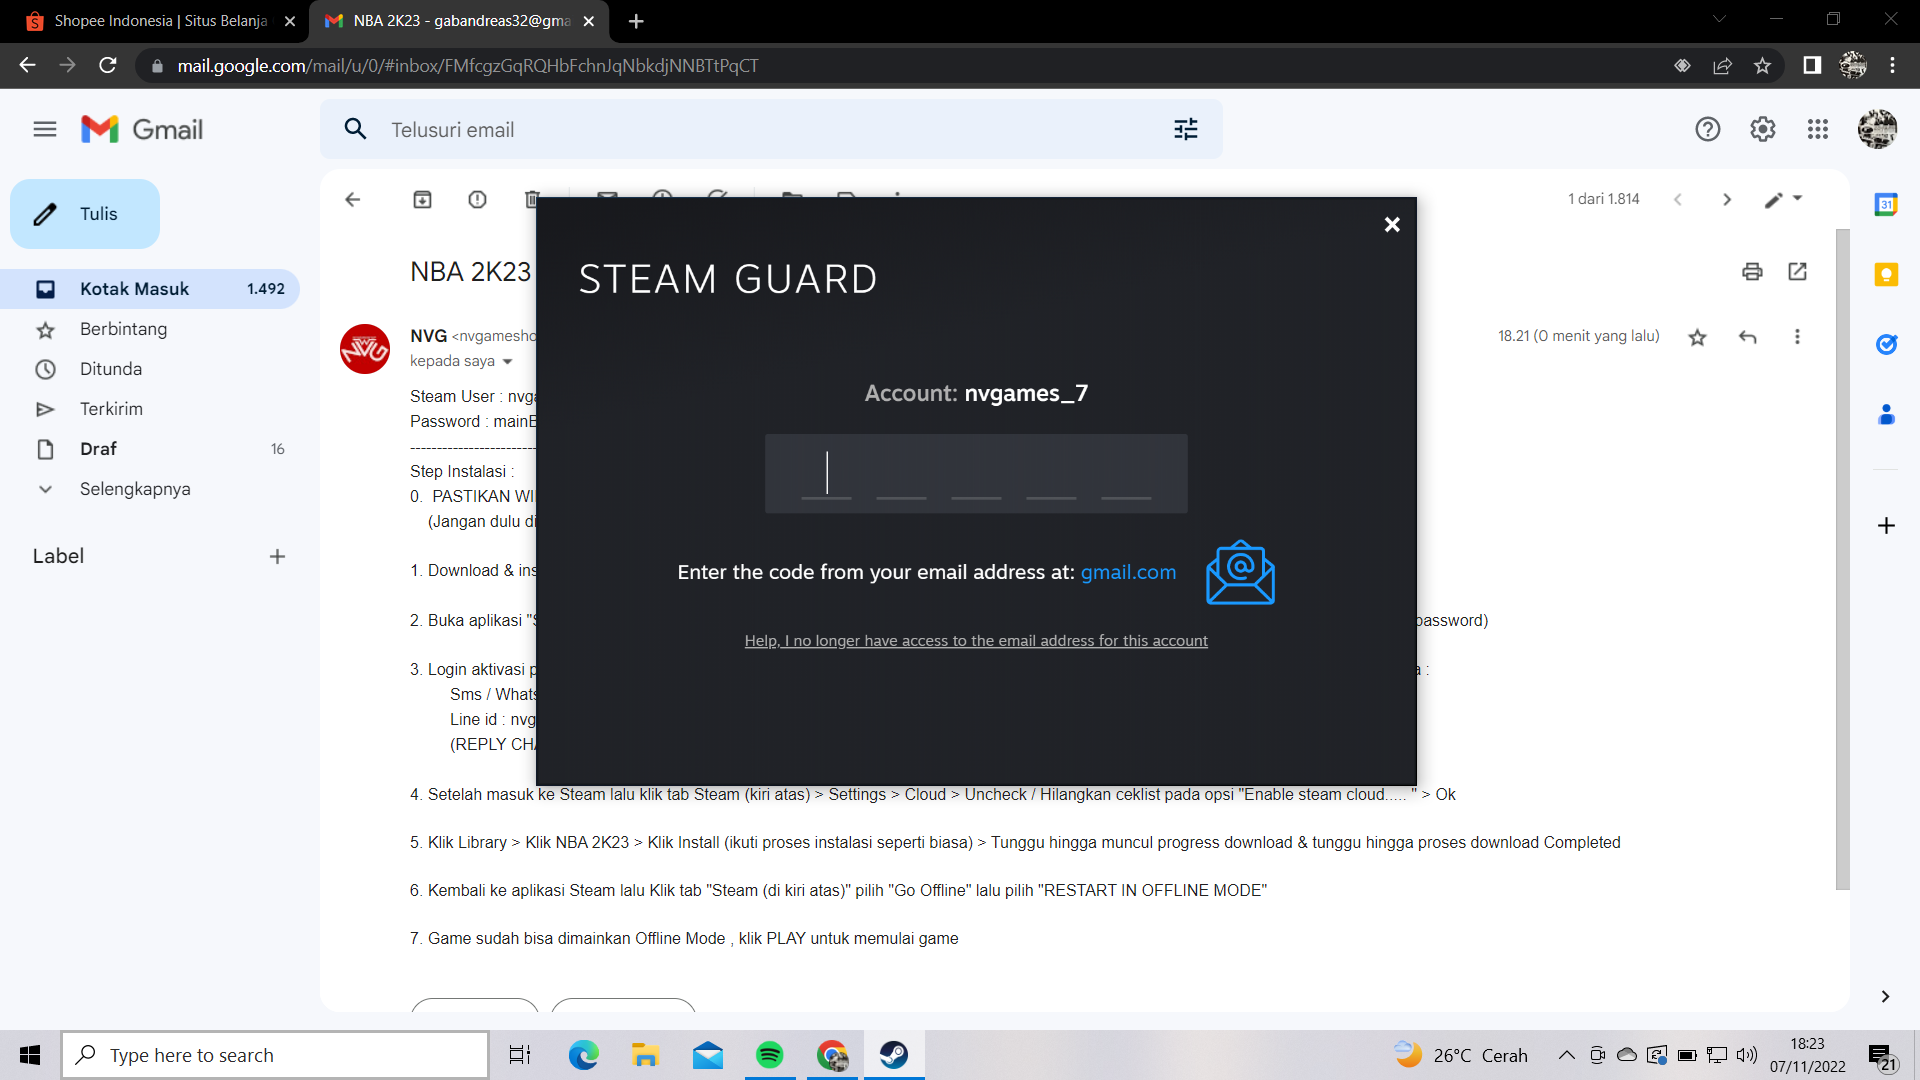 Shopee Indonesia | Situs Belanja
NBA 2K23 - gabandreas32@gma
mail.google.com/mail/u/0/#inbox/FMfcgzGqRQHbFchnJqNbkdjNNBTtPqCT
Gmail
Telusuri email
Tulis
1 dari 1.814
31
NBA 2K23
STEAM GUARD
Kotak Masuk 1.492
Berbintang
Ditunda
Terkirim
Draf 16
Selengkapnya
Label
NVG
NVG <nvgamesho
18.21 (0 menit yang lalu)
kepada saya
Steam User : nvga
Account: nvgames_7
Password : mainE
-----------------------
Step Instalasi :
0. PASTIKAN WI
(Jangan dulu di
1. Download & ins
Enter the code from your email address at: gmail.com
2. Buka aplikasi "S
password)
Help, I no longer have access to the email address for this account
3. Login aktivasi p
a :
Sms / Whats
Line id : nvg
(REPLY CHA
4. Setelah masuk ke Steam lalu klik tab Steam (kiri atas) > Settings > Cloud > Uncheck / Hilangkan ceklist pada opsi "Enable steam cloud..... " > Ok
5. Klik Library > Klik NBA 2K23 > Klik Install (ikuti proses instalasi seperti biasa) > Tunggu hingga muncul progress download & tunggu hingga proses download Completed
6. Kembali ke aplikasi Steam lalu Klik tab "Steam (di kiri atas)" pilih "Go Offline" lalu pilih "RESTART IN OFFLINE MODE"
7. Game sudah bisa dimainkan Offline Mode , klik PLAY untuk memulai game
Type here to search
26°C Cerah
18:23
07/11/2022
21